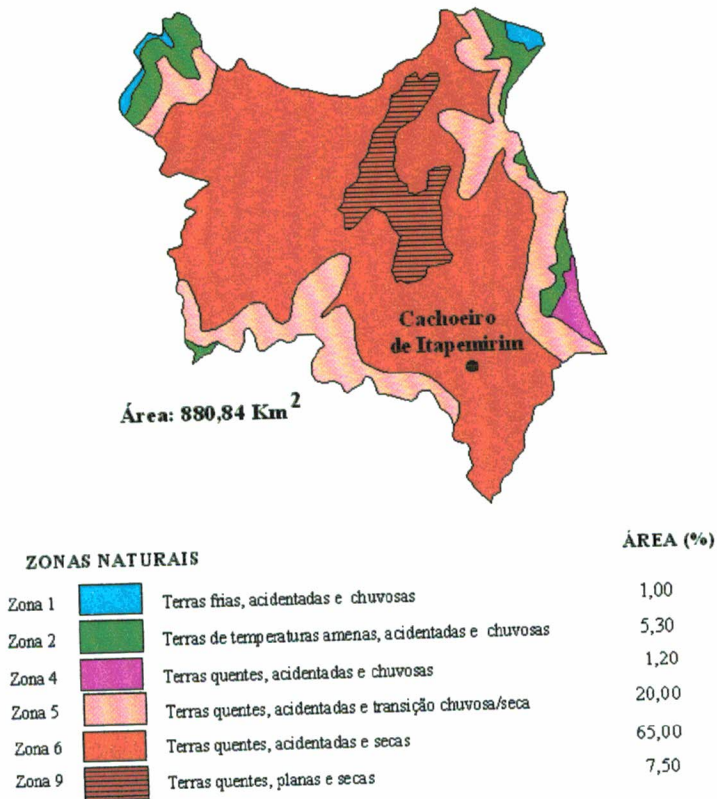 Cachoeiro
de Itapemirim
Área: 880,84 Km²
ZONAS NATURAIS ÁREA (%)
Zona 1 Terras frias, acidentadas e chuvosas 1,00
Zona 2 Terras de temperaturas amenas, acidentadas e chuvosas 5,30
Zona 4 Terras quentes, acidentadas e chuvosas 1,20
Zona 5 Terras quentes, acidentadas e transição chuvosa/seca 20,00
Zona 6 Terras quentes, acidentadas e secas 65,00
Zona 9 Terras quentes, planas e secas 7,50